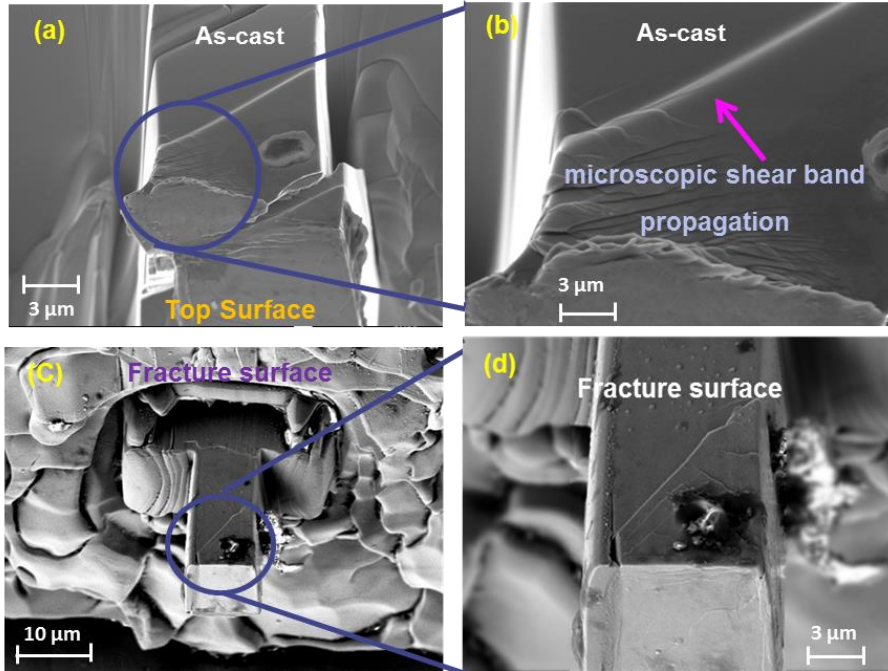 (a)
As-cast
3 μm
Top Surface
(b)
As-cast
microscopic shear band
propagation
3 μm
(C)
Fracture surface
10 μm
(d)
Fracture surface
3 μm